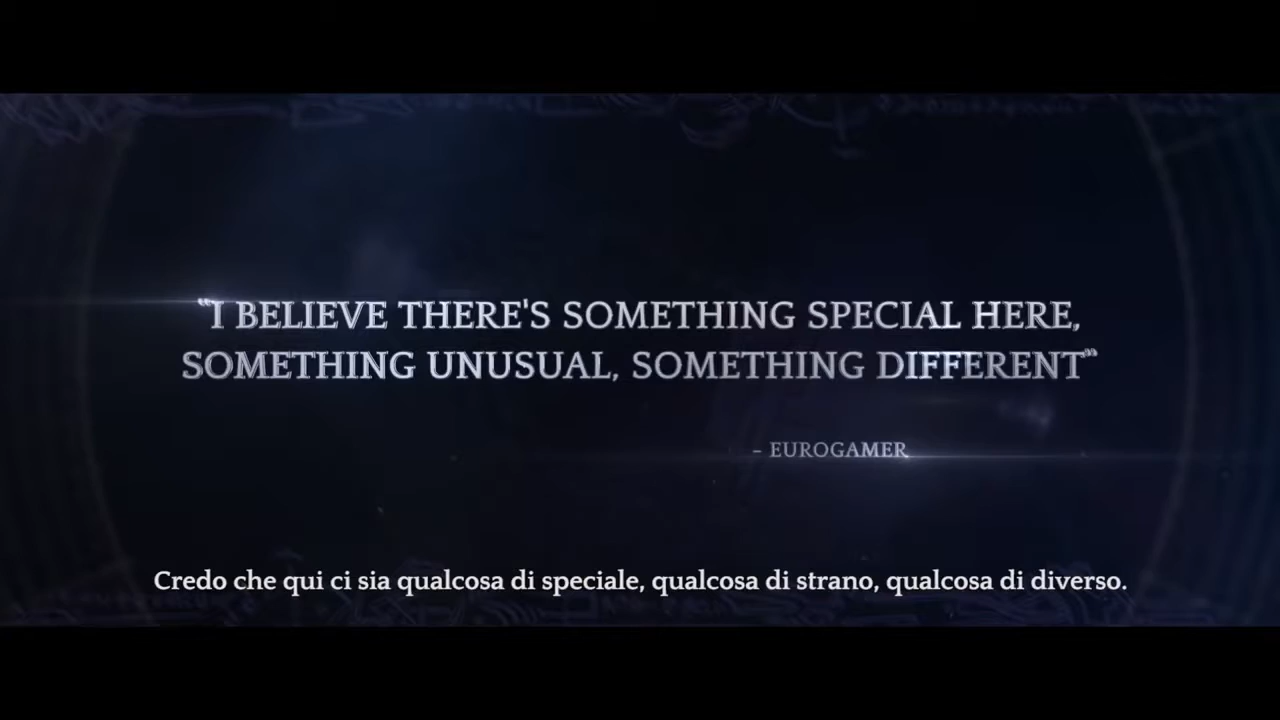 "I BELIEVE THERE'S SOMETHING SPECIAL HERE,
SOMETHING UNUSUAL, SOMETHING DIFFERENT"
– EUROGAMER
Credo che qui ci sia qualcosa di speciale, qualcosa di strano, qualcosa di diverso.